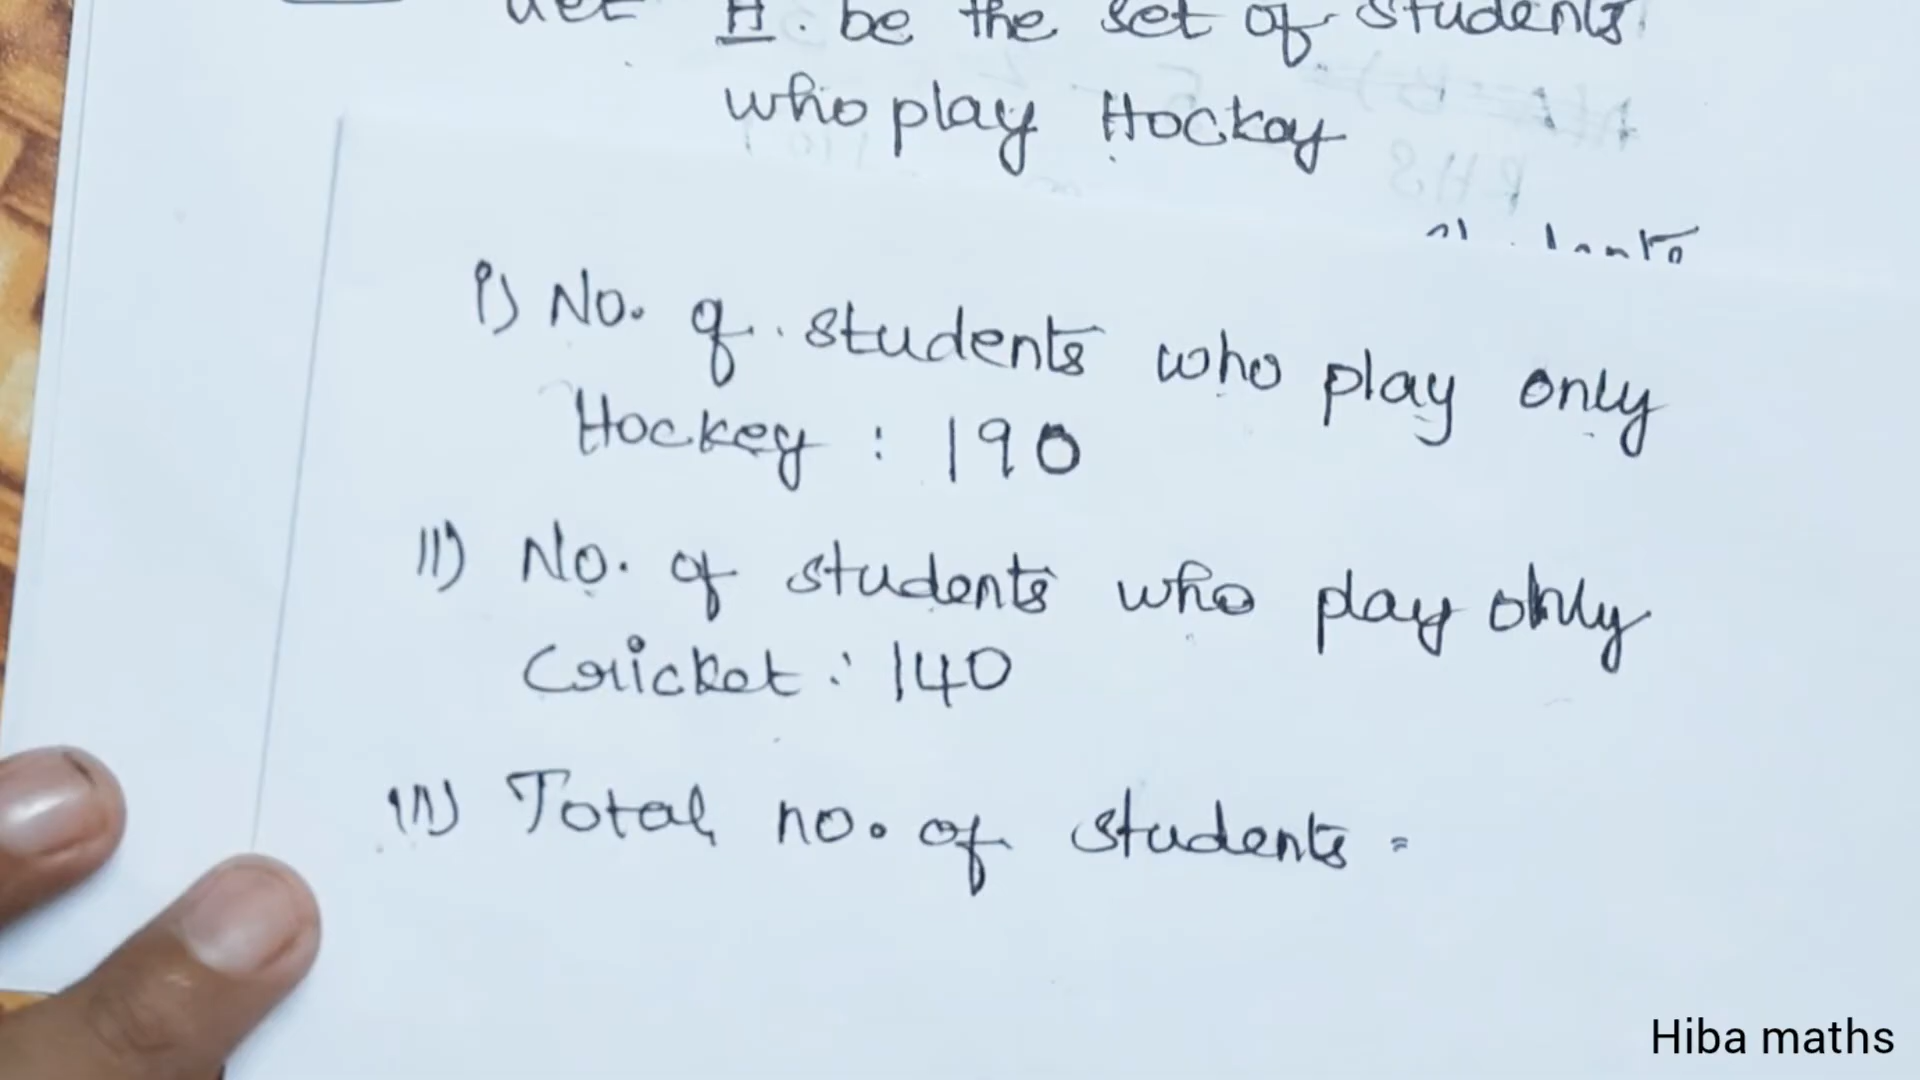 Let H. be the set of students
who play Hockey
i) No. of students who play only
Hockey : 190
ii) No. of students who play only
Cricket : 140
iii) Total no. of students =
Hiba maths